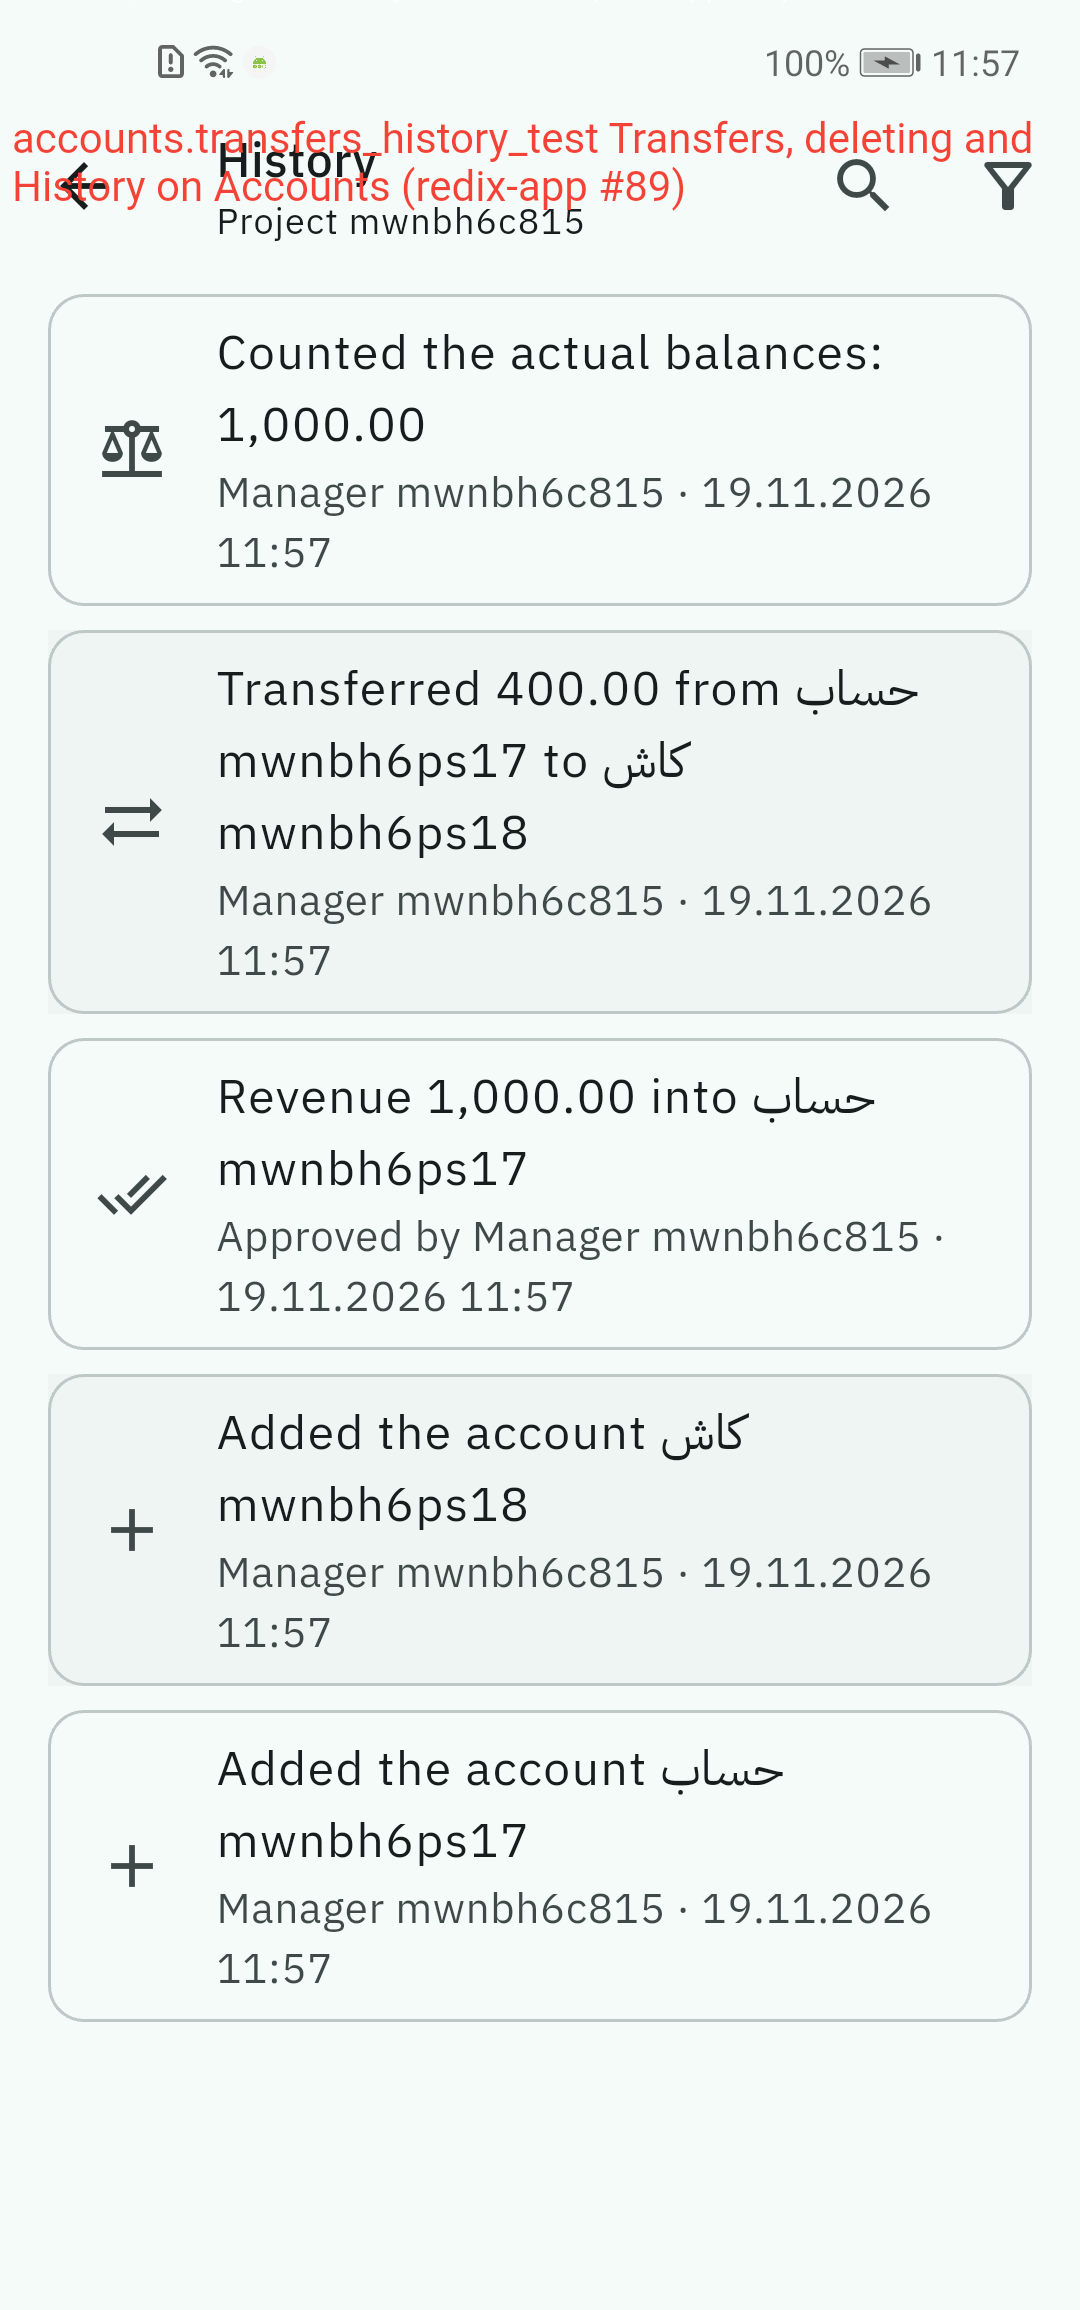 100% 11:57
accounts.transfers_history_test Transfers, deleting and
History on Accounts (redix-app #89)
History
Project mwnbh6c815
Counted the actual balances:
1,000.00
Manager mwnbh6c815 · 19.11.2026
11:57
Transferred 400.00 from حساب
mwnbh6ps17 to كاش
mwnbh6ps18
Manager mwnbh6c815 · 19.11.2026
11:57
Revenue 1,000.00 into حساب
mwnbh6ps17
Approved by Manager mwnbh6c815 ·
19.11.2026 11:57
Added the account كاش
mwnbh6ps18
Manager mwnbh6c815 · 19.11.2026
11:57
Added the account حساب
mwnbh6ps17
Manager mwnbh6c815 · 19.11.2026
11:57